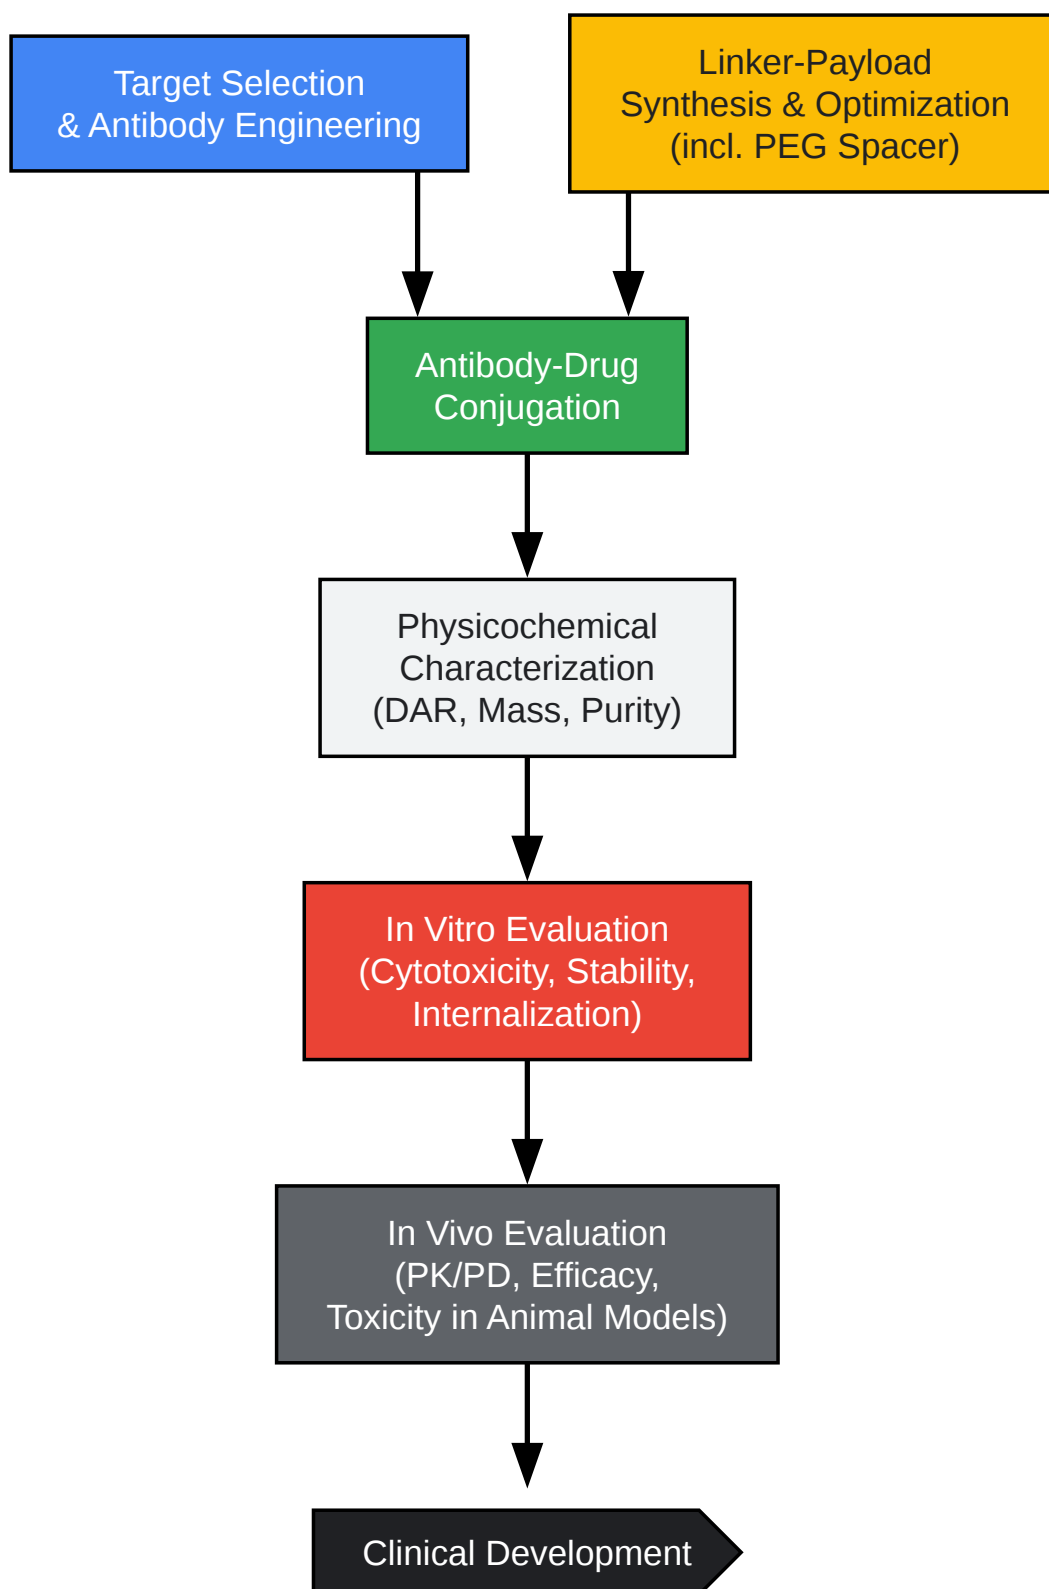 Target Selection
& Antibody Engineering
Linker-Payload
Synthesis & Optimization
(incl. PEG Spacer)
Antibody-Drug
Conjugation
Physicochemical
Characterization
(DAR, Mass, Purity)
In Vitro Evaluation
(Cytotoxicity, Stability,
Internalization)
In Vivo Evaluation
(PK/PD, Efficacy,
Toxicity in Animal Models)
Clinical Development